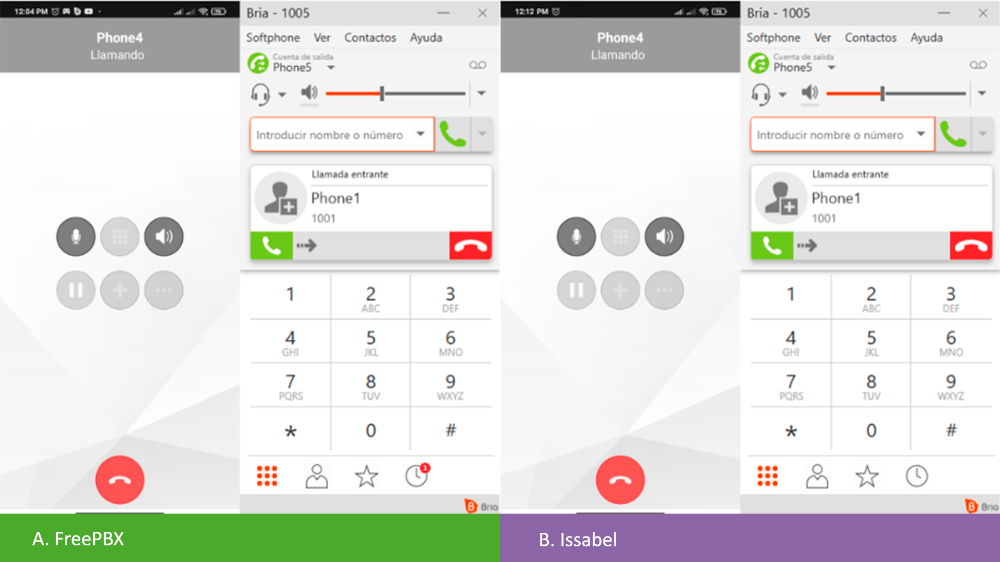 12:04 PM
Phone4
Llamando
Bria - 1005
Softphone Ver Contactos Ayuda
Cuenta de salida
Phone5
Introducir nombre o número
Llamada entrante
Phone1
1001
1 2 3
ABC DEF
4 5 6
GHI JKL MNO
7 8 9
PQRS TUV WXYZ
* 0 #
1
Bria
A. FreePBX
12:12 PM
Phone4
Llamando
Bria - 1005
Softphone Ver Contactos Ayuda
Cuenta de salida
Phone5
Introducir nombre o número
Llamada entrante
Phone1
1001
1 2 3
ABC DEF
4 5 6
GHI JKL MNO
7 8 9
PQRS TUV WXYZ
* 0 #
Bria
B. Issabel